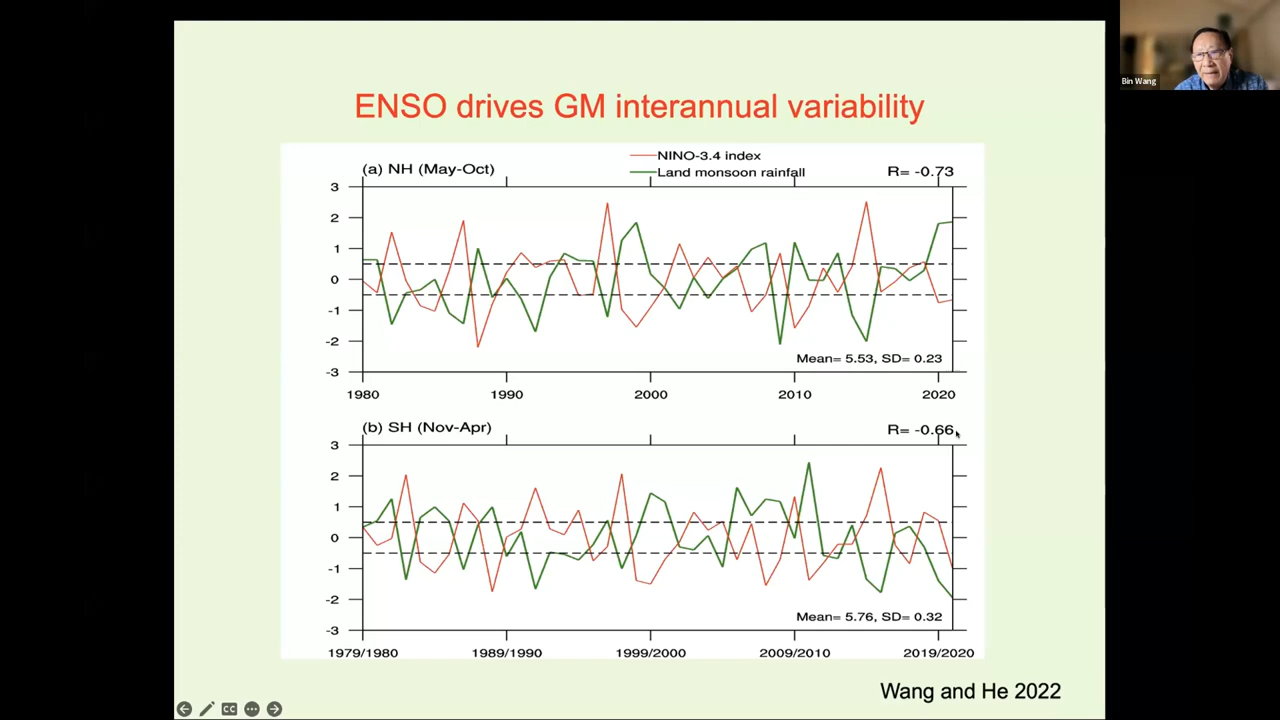 Bin Wang
ENSO drives GM interannual variability
(a) NH (May-Oct)
NINO-3.4 index
Land monsoon rainfall
R= -0.73
3
2
1
0
-1
-2
-3
Mean= 5.53, SD= 0.23
1980 1990 2000 2010 2020
(b) SH (Nov-Apr)
R= -0.66
3
2
1
0
-1
-2
-3
Mean= 5.76, SD= 0.32
1979/1980 1989/1990 1999/2000 2009/2010 2019/2020
Wang and He 2022
CC